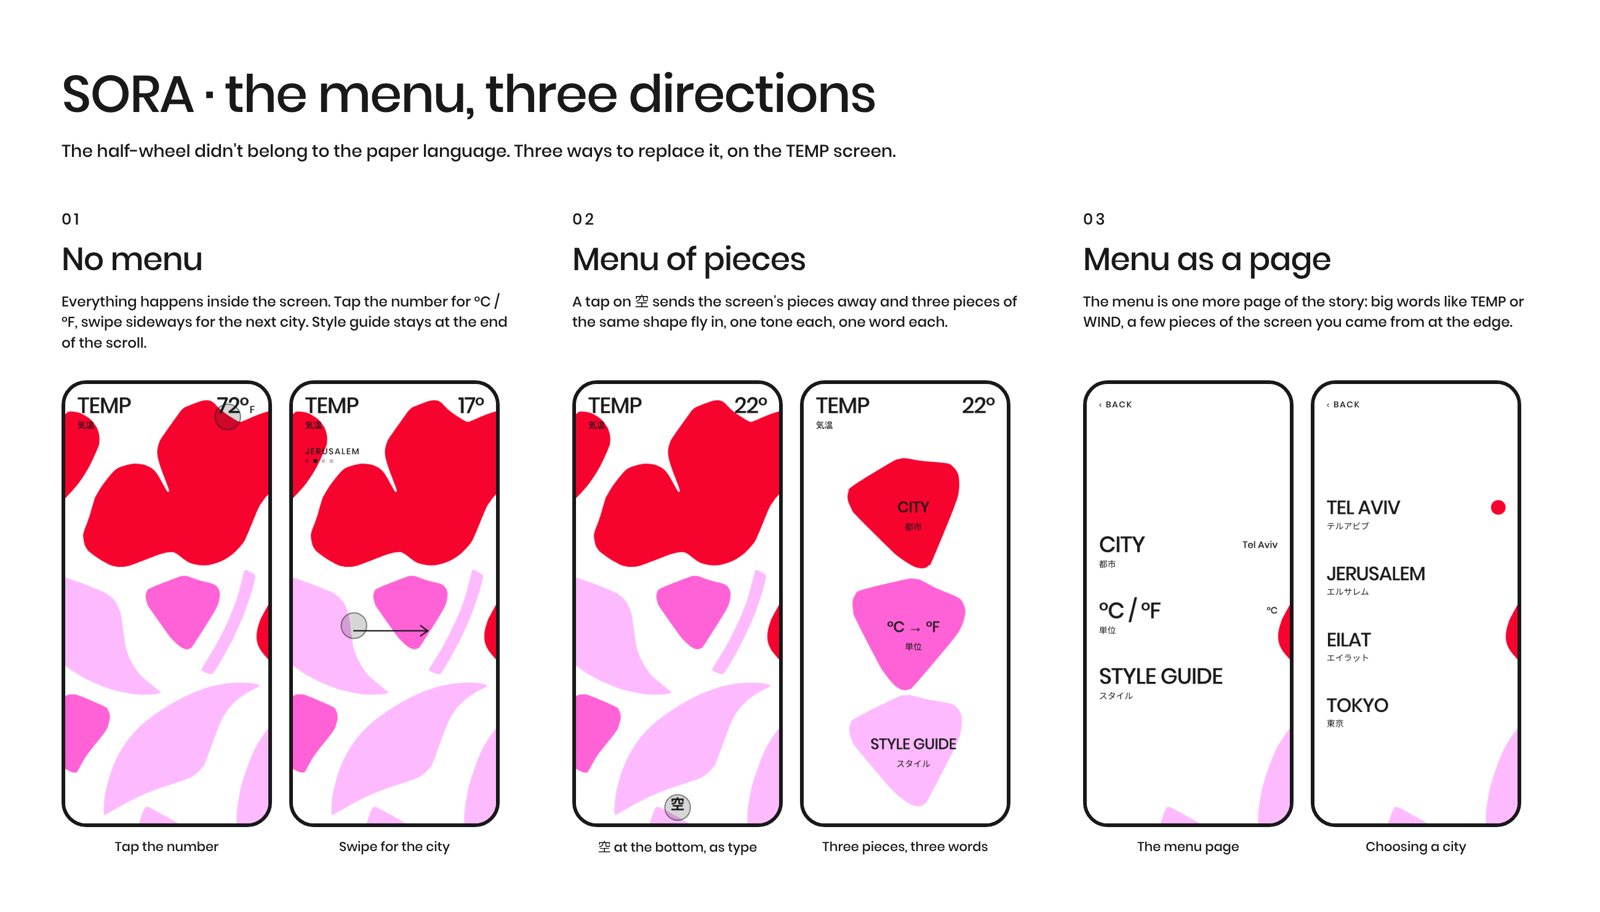 SORA · the menu, three directions
The half-wheel didn't belong to the paper language. Three ways to replace it, on the TEMP screen.
01
No menu
Everything happens inside the screen. Tap the number for °C /
°F, swipe sideways for the next city. Style guide stays at the end
of the scroll.
TEMP
72° F
気温
TEMP
17°
気温
JERUSALEM
Tap the number
Swipe for the city
02
Menu of pieces
A tap on 空 sends the screen's pieces away and three pieces of
the same shape fly in, one tone each, one word each.
TEMP
22°
気温
空
TEMP
22°
気温
CITY
都市
°C → °F
単位
STYLE GUIDE
スタイル
空 at the bottom, as type
Three pieces, three words
03
Menu as a page
The menu is one more page of the story: big words like TEMP or
WIND, a few pieces of the screen you came from at the edge.
‹ BACK
CITY
Tel Aviv
都市
°C / °F
°C
単位
STYLE GUIDE
スタイル
‹ BACK
TEL AVIV
テルアビブ
JERUSALEM
エルサレム
EILAT
エイラット
TOKYO
東京
The menu page
Choosing a city